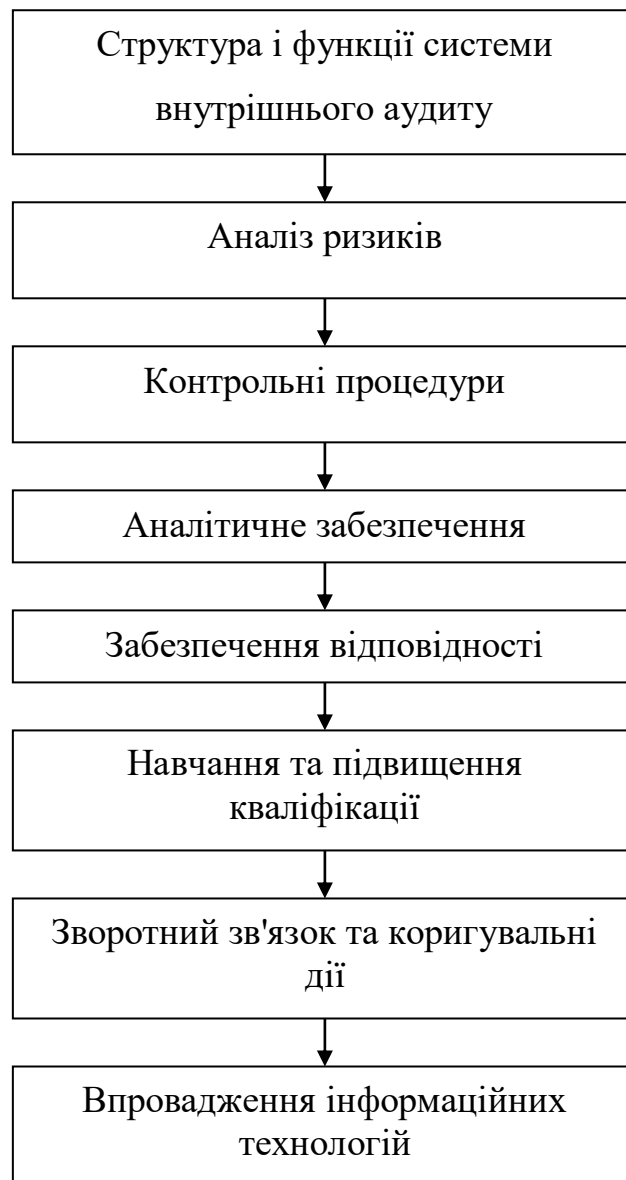 Структура і функції системи
внутрішнього аудиту
Аналіз ризиків
Контрольні процедури
Аналітичне забезпечення
Забезпечення відповідності
Навчання та підвищення
кваліфікації
Зворотний зв'язок та коригувальні
дії
Впровадження інформаційних
технологій